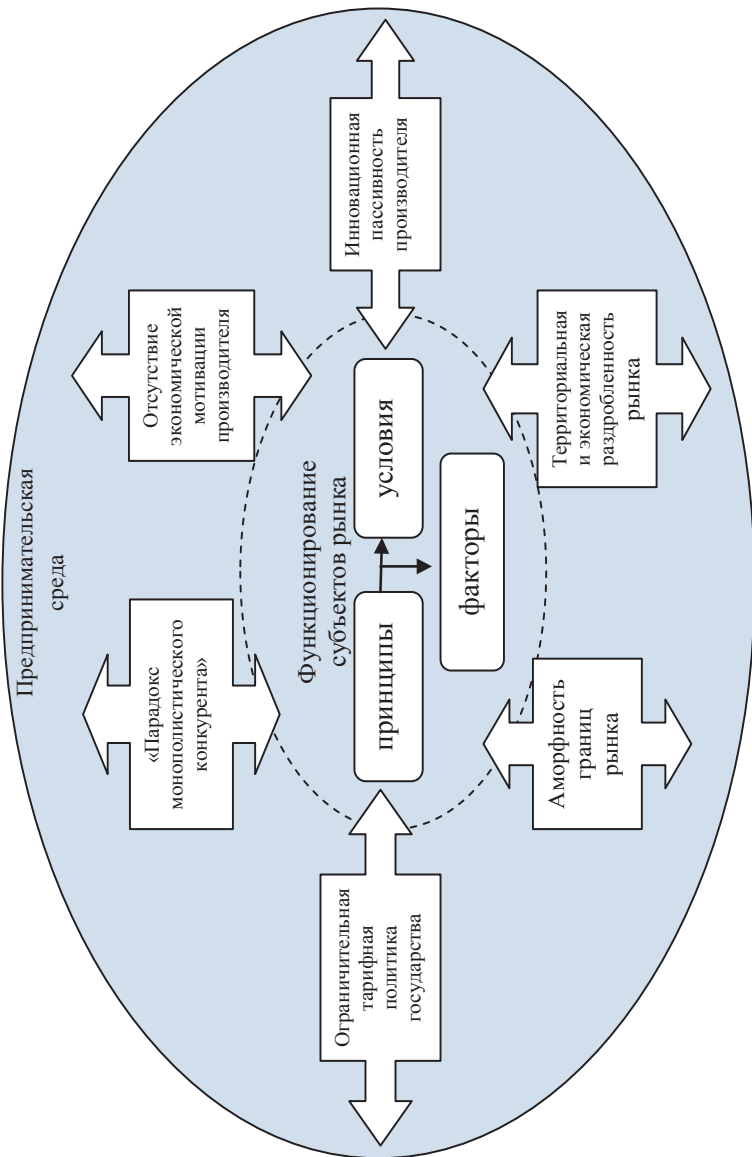 Предпринимательская
среда
«Парадокс
монополистического
конкурента»
Отсутствие
экономической
мотивации
производителя
Ограничительная
тарифная
политика
государства
Функционирование
субъектов рынка
принципы
условия
факторы
Инновационная
пассивность
производителя
Аморфность
границ
рынка
Территориальная
и экономическая
раздробленность
рынка